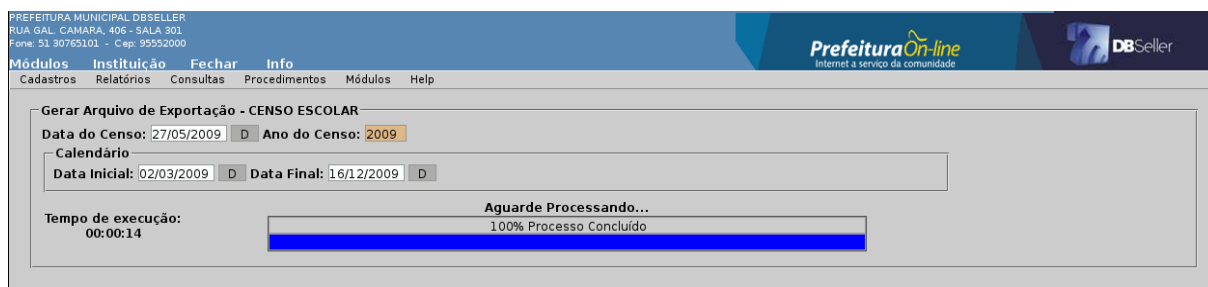 PREFEITURA MUNICIPAL DBSELLER
RUA GAL. CAMARA, 406 - SALA 301
Fone: 51 30765101 - Cep: 95552000
PrefeituraOn-line
Internet a serviço da comunidade
DBSeller
Módulos Instituição Fechar Info
Cadastros Relatórios Consultas Procedimentos Módulos Help
Gerar Arquivo de Exportação - CENSO ESCOLAR
Data do Censo: 27/05/2009 D Ano do Censo: 2009
Calendário
Data Inicial: 02/03/2009 D Data Final: 16/12/2009 D
Aguarde Processando...
Tempo de execução:
100% Processo Concluído
00:00:14